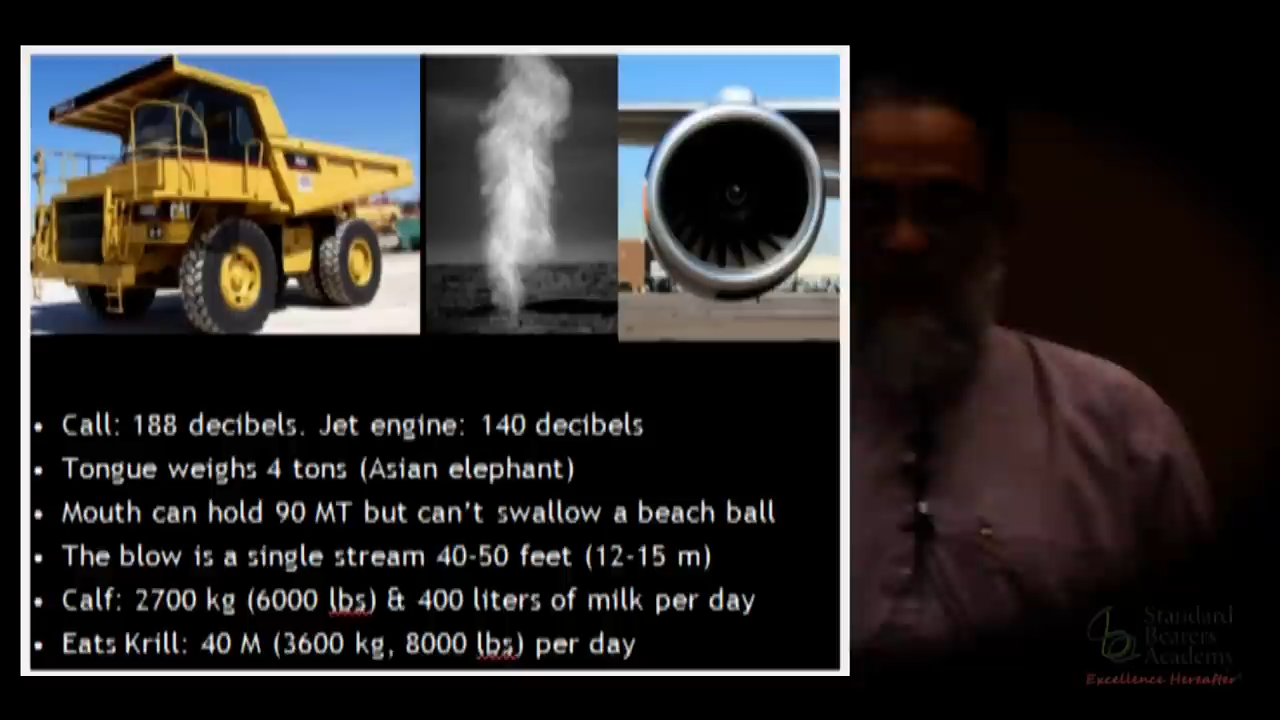 CAT
• Call: 188 decibels. Jet engine: 140 decibels
• Tongue weighs 4 tons (Asian elephant)
• Mouth can hold 90 MT but can't swallow a beach ball
• The blow is a single stream 40-50 feet (12-15 m)
• Calf: 2700 kg (6000 lbs) & 400 liters of milk per day
• Eats Krill: 40 M (3600 kg, 8000 lbs) per day
Standard
Bearers
Academy
Excellence Hereafter